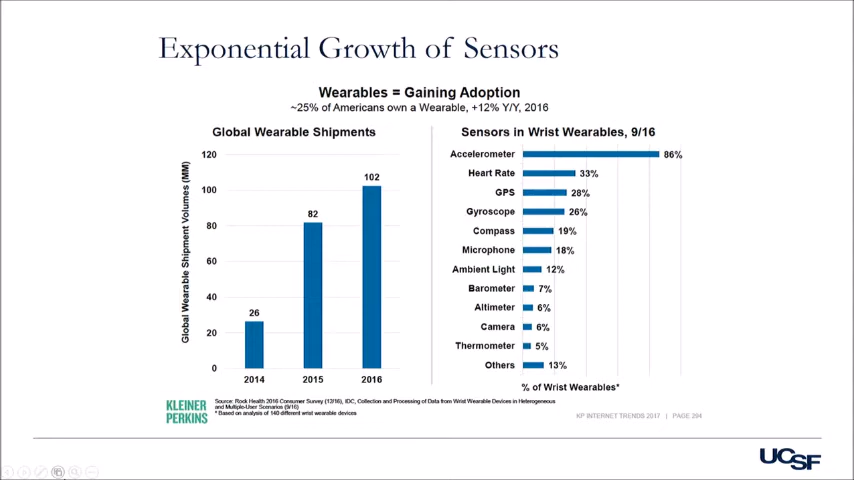 Exponential Growth of Sensors
Wearables = Gaining Adoption
~25% of Americans own a Wearable, +12% Y/Y, 2016
Global Wearable Shipments
Global Wearable Shipment Volumes (MM)
120
100
80
60
40
20
0
26
82
102
2014
2015
2016
Sensors in Wrist Wearables, 9/16
Accelerometer 86%
Heart Rate 33%
GPS 28%
Gyroscope 26%
Compass 19%
Microphone 18%
Ambient Light 12%
Barometer 7%
Altimeter 6%
Camera 6%
Thermometer 5%
Others 13%
% of Wrist Wearables*
KLEINER
PERKINS
Source: Rock Health 2016 Consumer Survey (12/16), IDC, Collection and Processing of Data from Wrist Wearable Devices in Heterogeneous
and Multiple-User Scenarios (9/16)
* Based on analysis of 140 different wrist wearable devices
KP INTERNET TRENDS 2017 | PAGE 294
UCSF